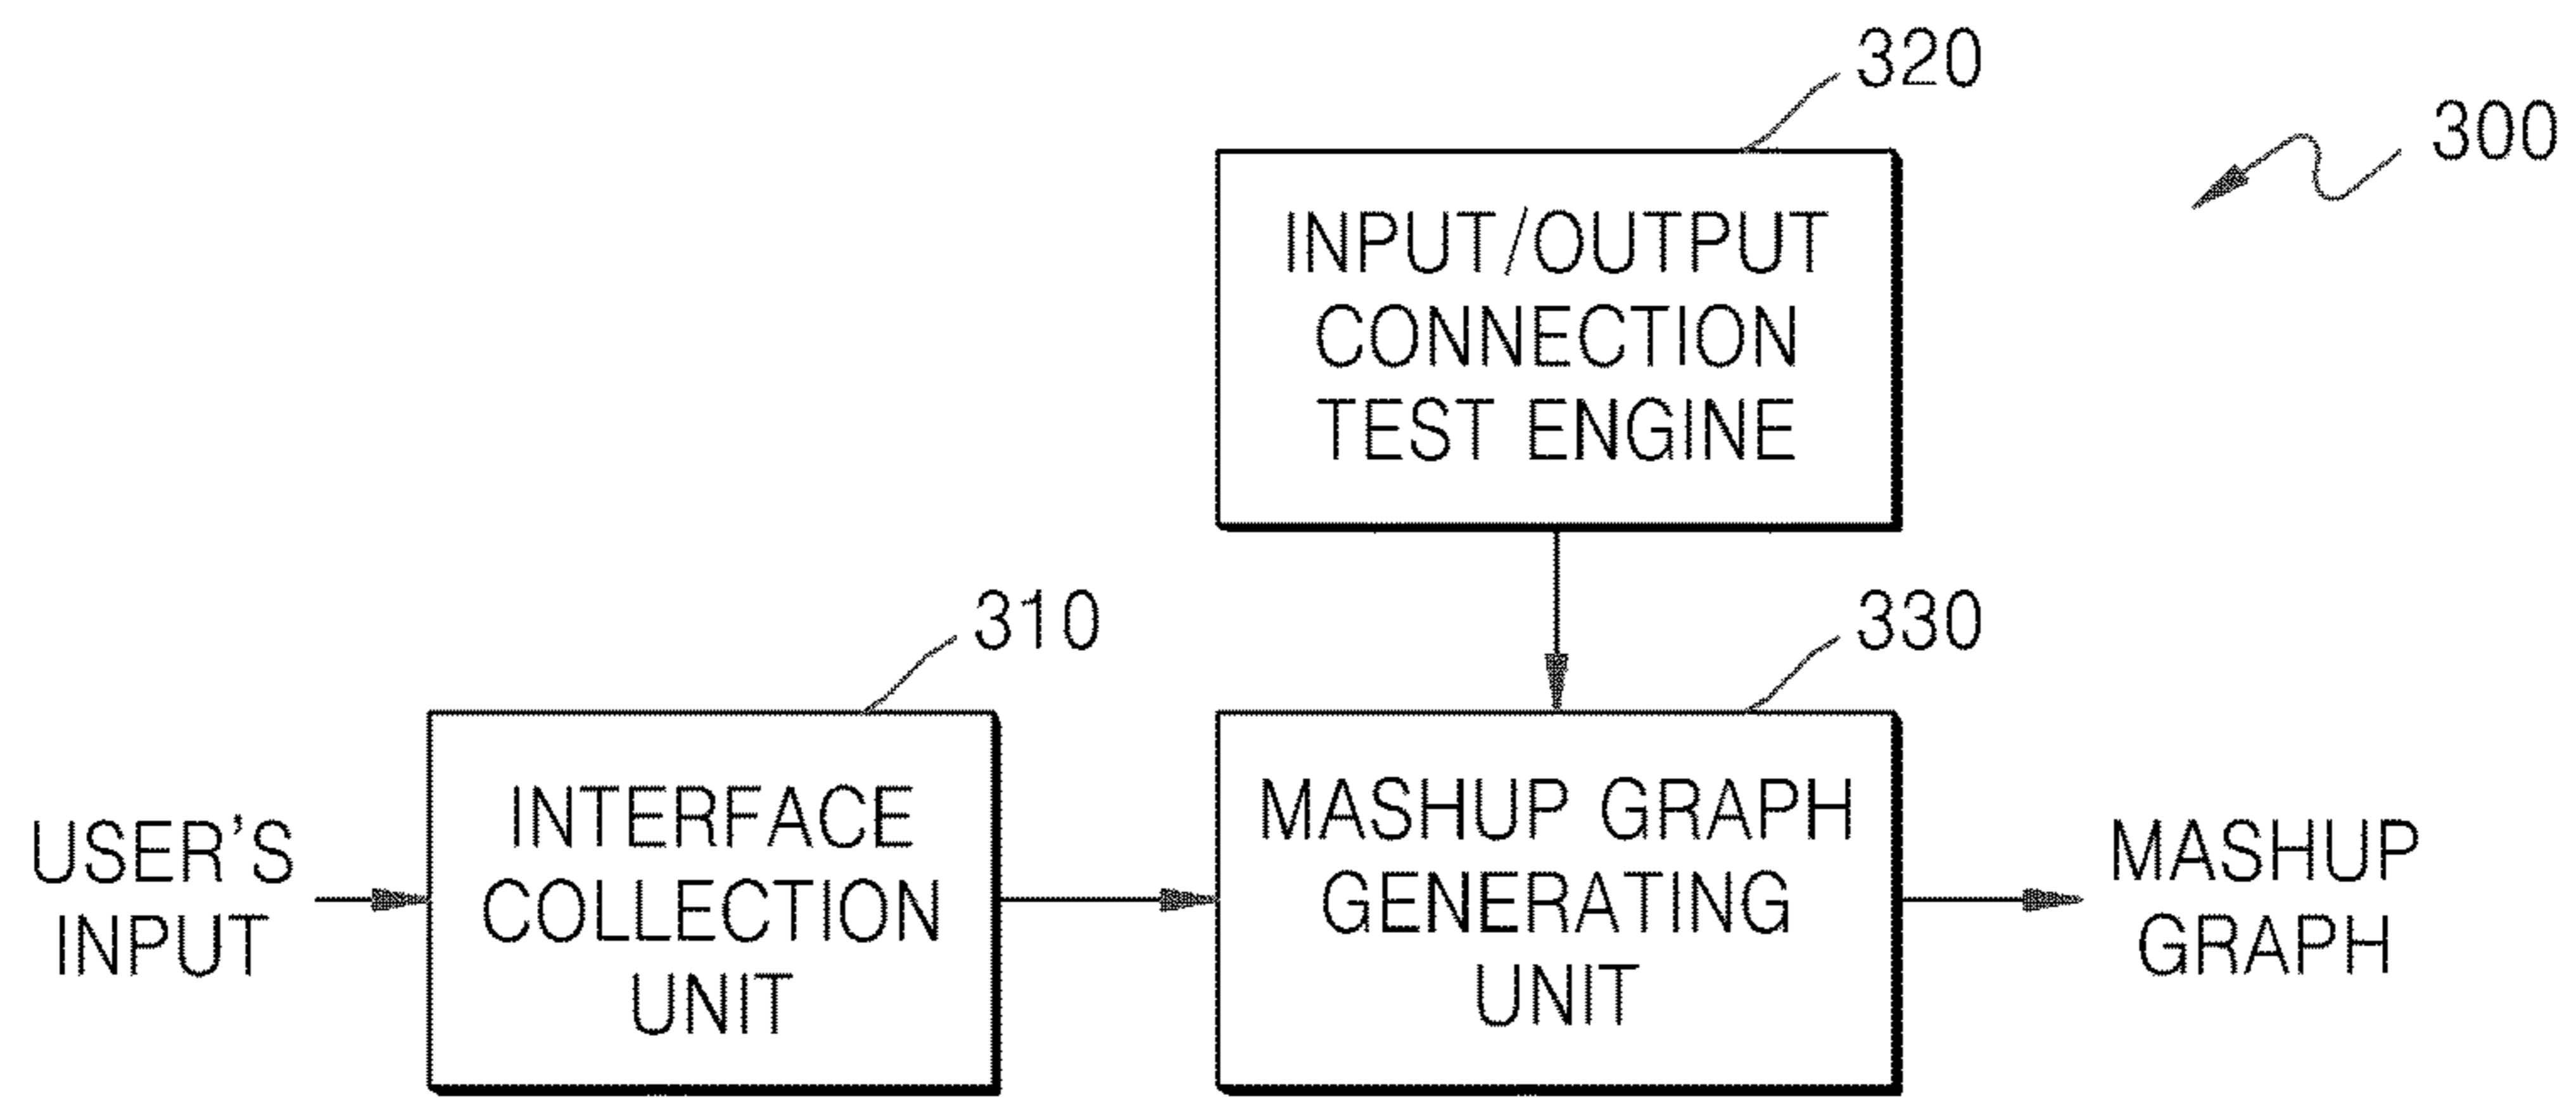 320
300
INPUT/OUTPUT
CONNECTION
TEST ENGINE
310
330
USER'S
INPUT
INTERFACE
COLLECTION
UNIT
MASHUP GRAPH
GENERATING
UNIT
MASHUP
GRAPH